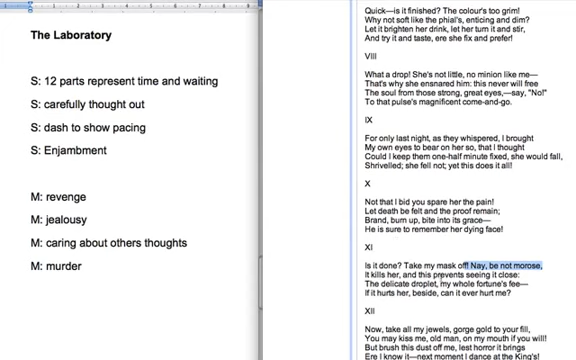 The Laboratory
S: 12 parts represent time and waiting
S: carefully thought out
S: dash to show pacing
S: Enjambment
M: revenge
M: jealousy
M: caring about others thoughts
M: murder
Quick—is it finished? The colour's too grim!
Why not soft like the phial's, enticing and dim?
Let it brighten her drink, let her turn it and stir,
And try it and taste, ere she fix and prefer!
VIII
What a drop! She's not little, no minion like me—
That's why she ensnared him: this never will free
The soul from those strong, great eyes,—say, "No!"
To that pulse's magnificent come-and-go.
IX
For only last night, as they whispered, I brought
My own eyes to bear on her so, that I thought
Could I keep them one-half minute fixed, she would fall,
Shrivelled; she fell not; yet this does it all!
X
Not that I bid you spare her the pain!
Let death be felt and the proof remain;
Brand, burn up, bite into its grace—
He is sure to remember her dying face!
XI
Is it done? Take my mask off! Nay, be not morose,
It kills her, and this prevents seeing it close:
The delicate droplet, my whole fortune's fee—
If it hurts her, beside, can it ever hurt me?
XII
Now, take all my jewels, gorge gold to your fill,
You may kiss me, old man, on my mouth if you will!
But brush this dust off me, lest horror it brings
Ere I know it—next moment I dance at the King's!